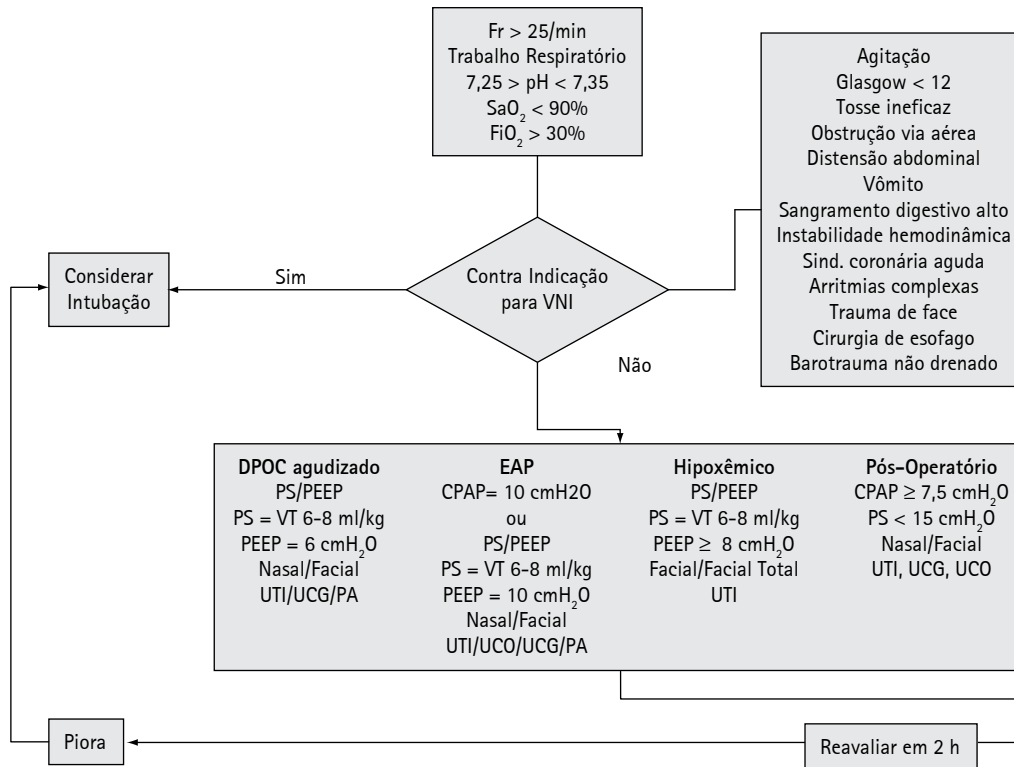 Fr > 25/min
Trabalho Respiratório
7,25 > pH < 7,35
SaO₂ < 90%
FiO₂ > 30%
Agitação
Glasgow < 12
Tosse ineficaz
Obstrução via aérea
Distensão abdominal
Vômito
Sangramento digestivo alto
Instabilidade hemodinâmica
Sind. coronária aguda
Arritmias complexas
Trauma de face
Cirurgia de esofago
Barotrauma não drenado
Contra Indicação
para VNI
Sim
Considerar
Intubação
Não
DPOC agudizado
PS/PEEP
PS = VT 6-8 ml/kg
PEEP = 6 cmH₂O
Nasal/Facial
UTI/UCG/PA
EAP
CPAP= 10 cmH2O
ou
PS/PEEP
PS = VT 6-8 ml/kg
PEEP = 10 cmH₂O
Nasal/Facial
UTI/UCO/UCG/PA
Hipoxêmico
PS/PEEP
PS = VT 6-8 ml/kg
PEEP ≥ 8 cmH₂O
Facial/Facial Total
UTI
Pós-Operatório
CPAP ≥ 7,5 cmH₂O
PS < 15 cmH₂O
Nasal/Facial
UTI, UCG, UCO
Piora
Reavaliar em 2 h